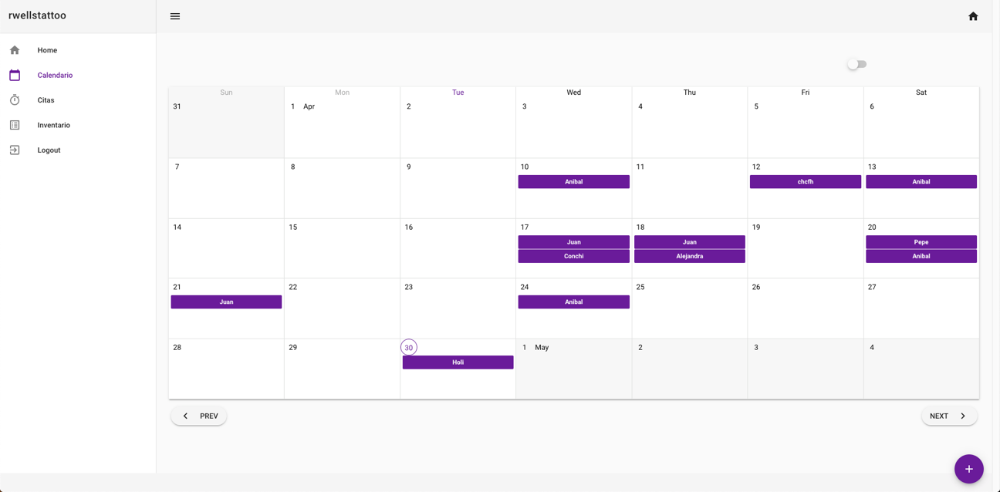 rwellstattoo
Home
Calendario
Citas
Inventario
Logout
Sun Mon Tue Wed Thu Fri Sat
31 1 Apr 2 3 4 5 6
7 8 9 10 11 12 13
Anibal chcfh Anibal
14 15 16 17 18 19 20
Juan Juan Pepe
Conchi Alejandra Anibal
21 22 23 24 25 26 27
Juan Anibal
28 29 30 1 May 2 3 4
Holi
PREV NEXT